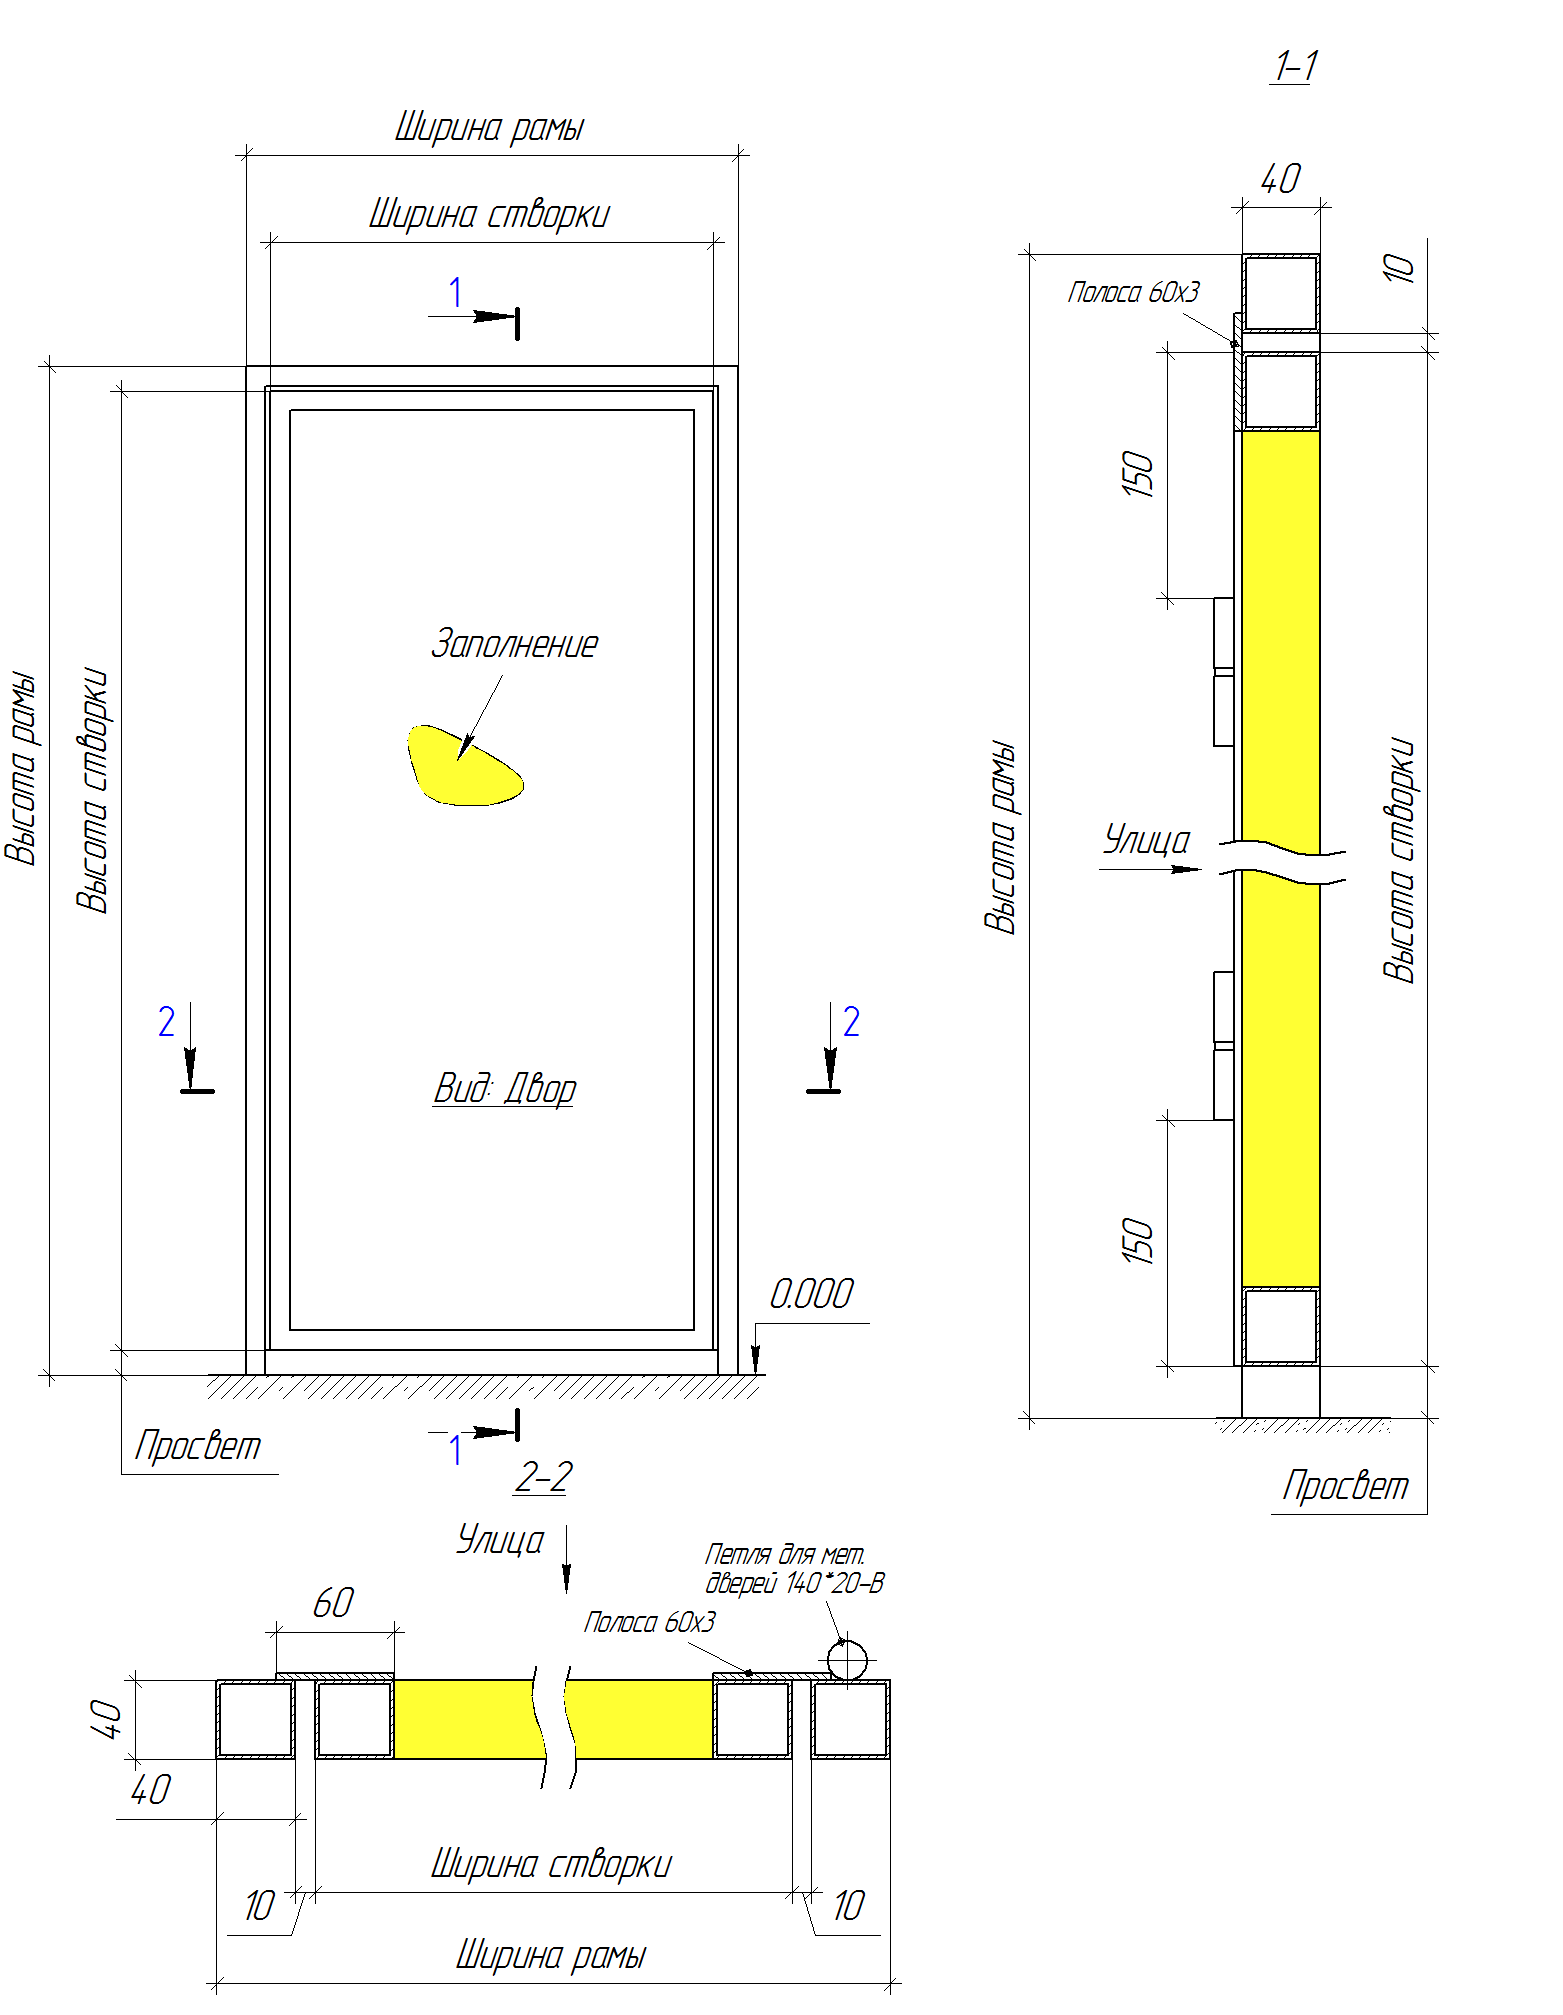 1-1
Ширина рамы
40
Ширина створки
10
1
Полоса 60х3
150
Заполнение
Высота рамы
Высота створки
Высота рамы
Улица
Высота створки
2
2
Вид: Двор
150
0.000
Просвет
1
2-2
Просвет
Улица
Петля для мет.
дверей 140*20-В
60
Полоса 60х3
40
40
Ширина створки
10
10
Ширина рамы